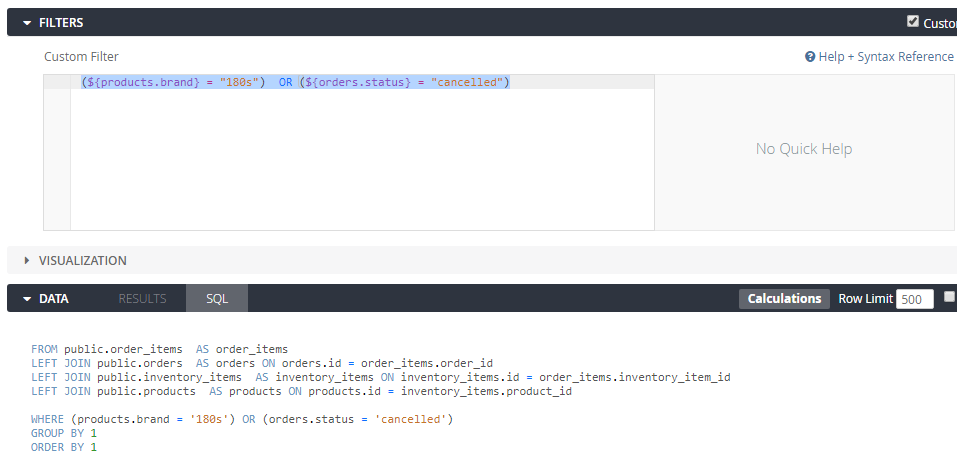 FILTERS
Custo
Custom Filter
Help + Syntax Reference
(${products.brand} = "180s")  OR (${orders.status} = "cancelled")
No Quick Help
VISUALIZATION
DATA RESULTS SQL Calculations Row Limit 500
FROM public.order_items  AS order_items
LEFT JOIN public.orders  AS orders ON orders.id = order_items.order_id
LEFT JOIN public.inventory_items  AS inventory_items ON inventory_items.id = order_items.inventory_item_id
LEFT JOIN public.products  AS products ON products.id = inventory_items.product_id
WHERE (products.brand = '180s') OR (orders.status = 'cancelled')
GROUP BY 1
ORDER BY 1